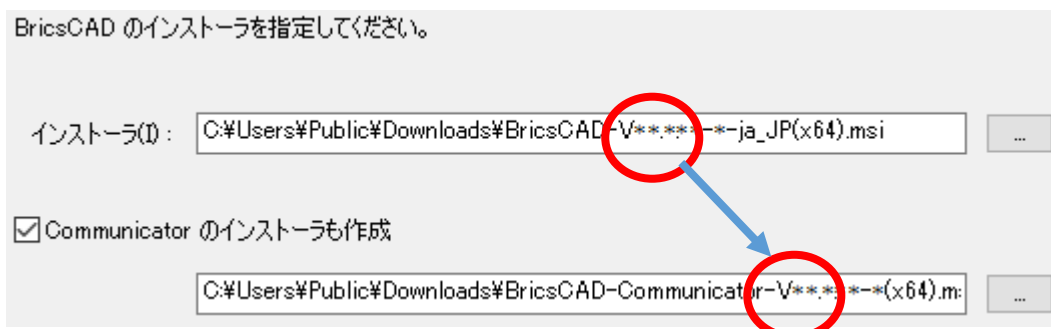 BricsCAD のインストーラを指定してください。
インストーラ(I) : C:¥Users¥Public¥Downloads¥BricsCAD-V**.***-*-ja_JP(x64).msi ...
Communicator のインストーラも作成
C:¥Users¥Public¥Downloads¥BricsCAD-Communicator-V**.*.**-*(x64).m ...